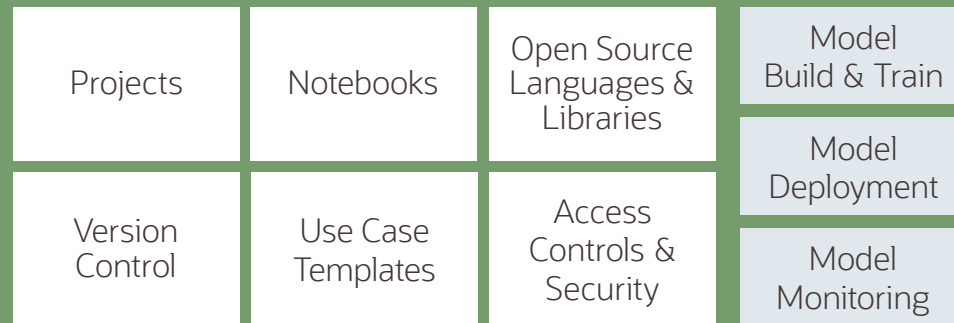 Projects
Notebooks
Open Source
Languages &
Libraries
Model
Build & Train
Model
Deployment
Version
Control
Use Case
Templates
Access
Controls &
Security
Model
Monitoring